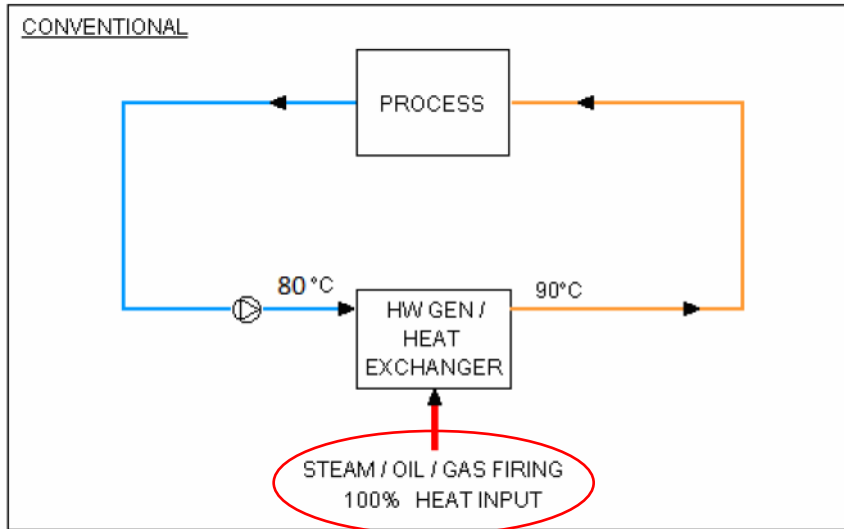 CONVENTIONAL
PROCESS
80 °C
90°C
HW GEN /
HEAT
EXCHANGER
STEAM / OIL / GAS FIRING
100% HEAT INPUT